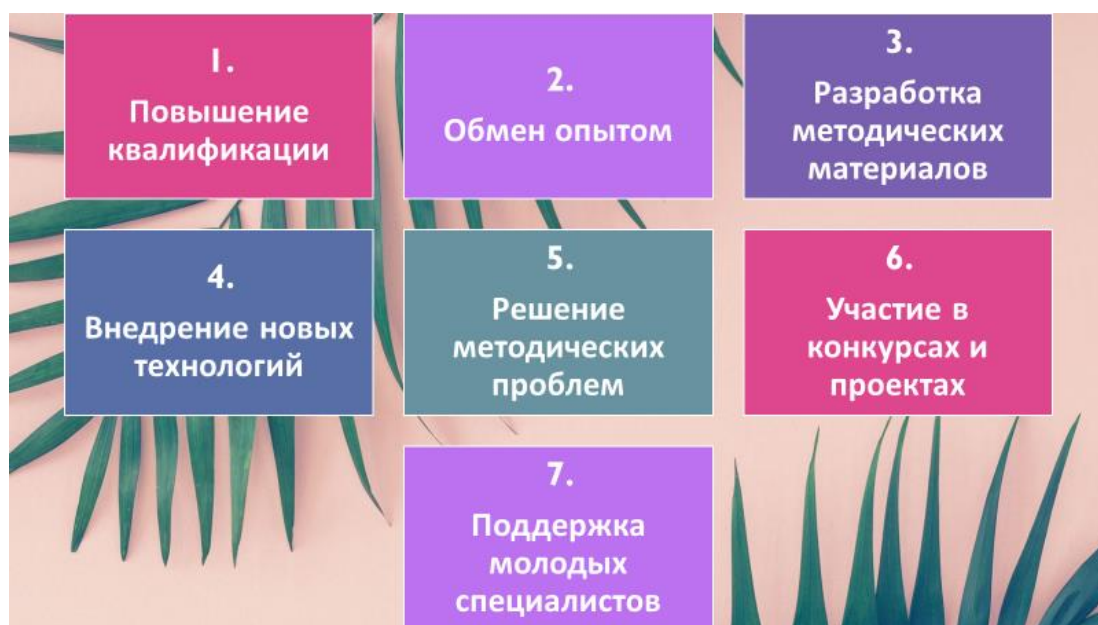 1.
Повышение
квалификации
2.
Обмен опытом
3.
Разработка
методических
материалов
4.
Внедрение новых
технологий
5.
Решение
методических
проблем
6.
Участие в
конкурсах и
проектах
7.
Поддержка
молодых
специалистов